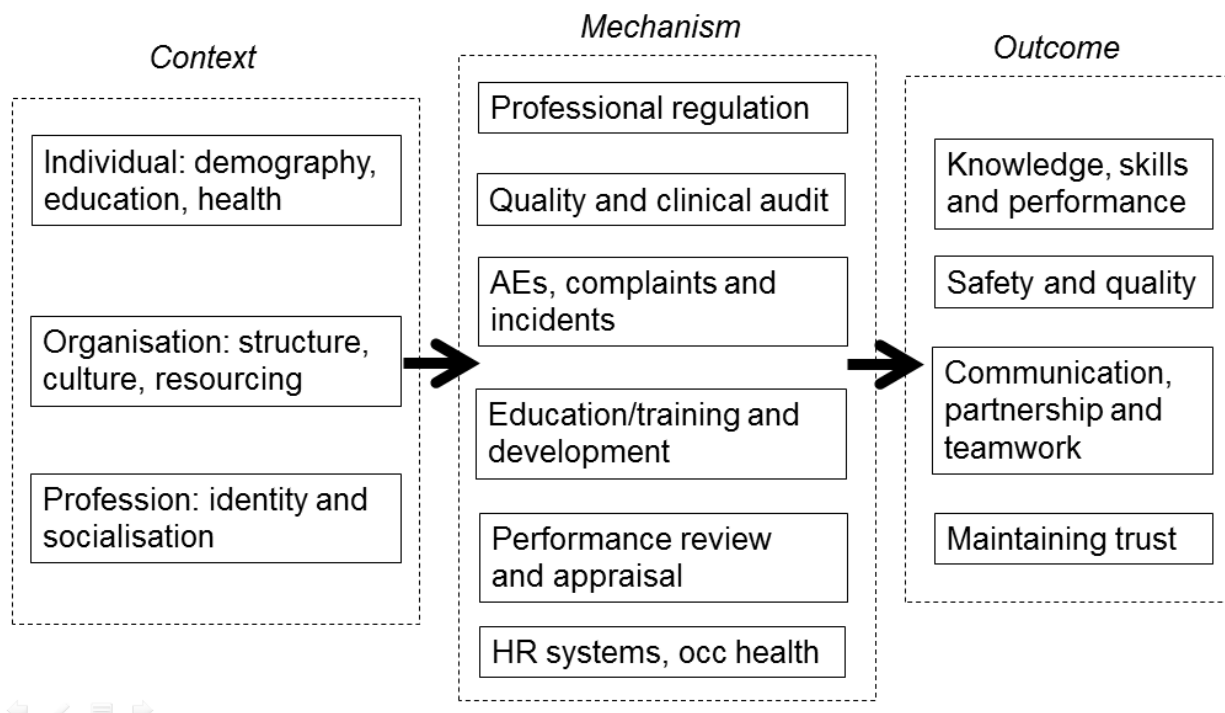 Context
Individual: demography,
education, health
Organisation: structure,
culture, resourcing
Profession: identity and
socialisation
Mechanism
Professional regulation
Quality and clinical audit
AEs, complaints and
incidents
Education/training and
development
Performance review
and appraisal
HR systems, occ health
Outcome
Knowledge, skills
and performance
Safety and quality
Communication,
partnership and
teamwork
Maintaining trust